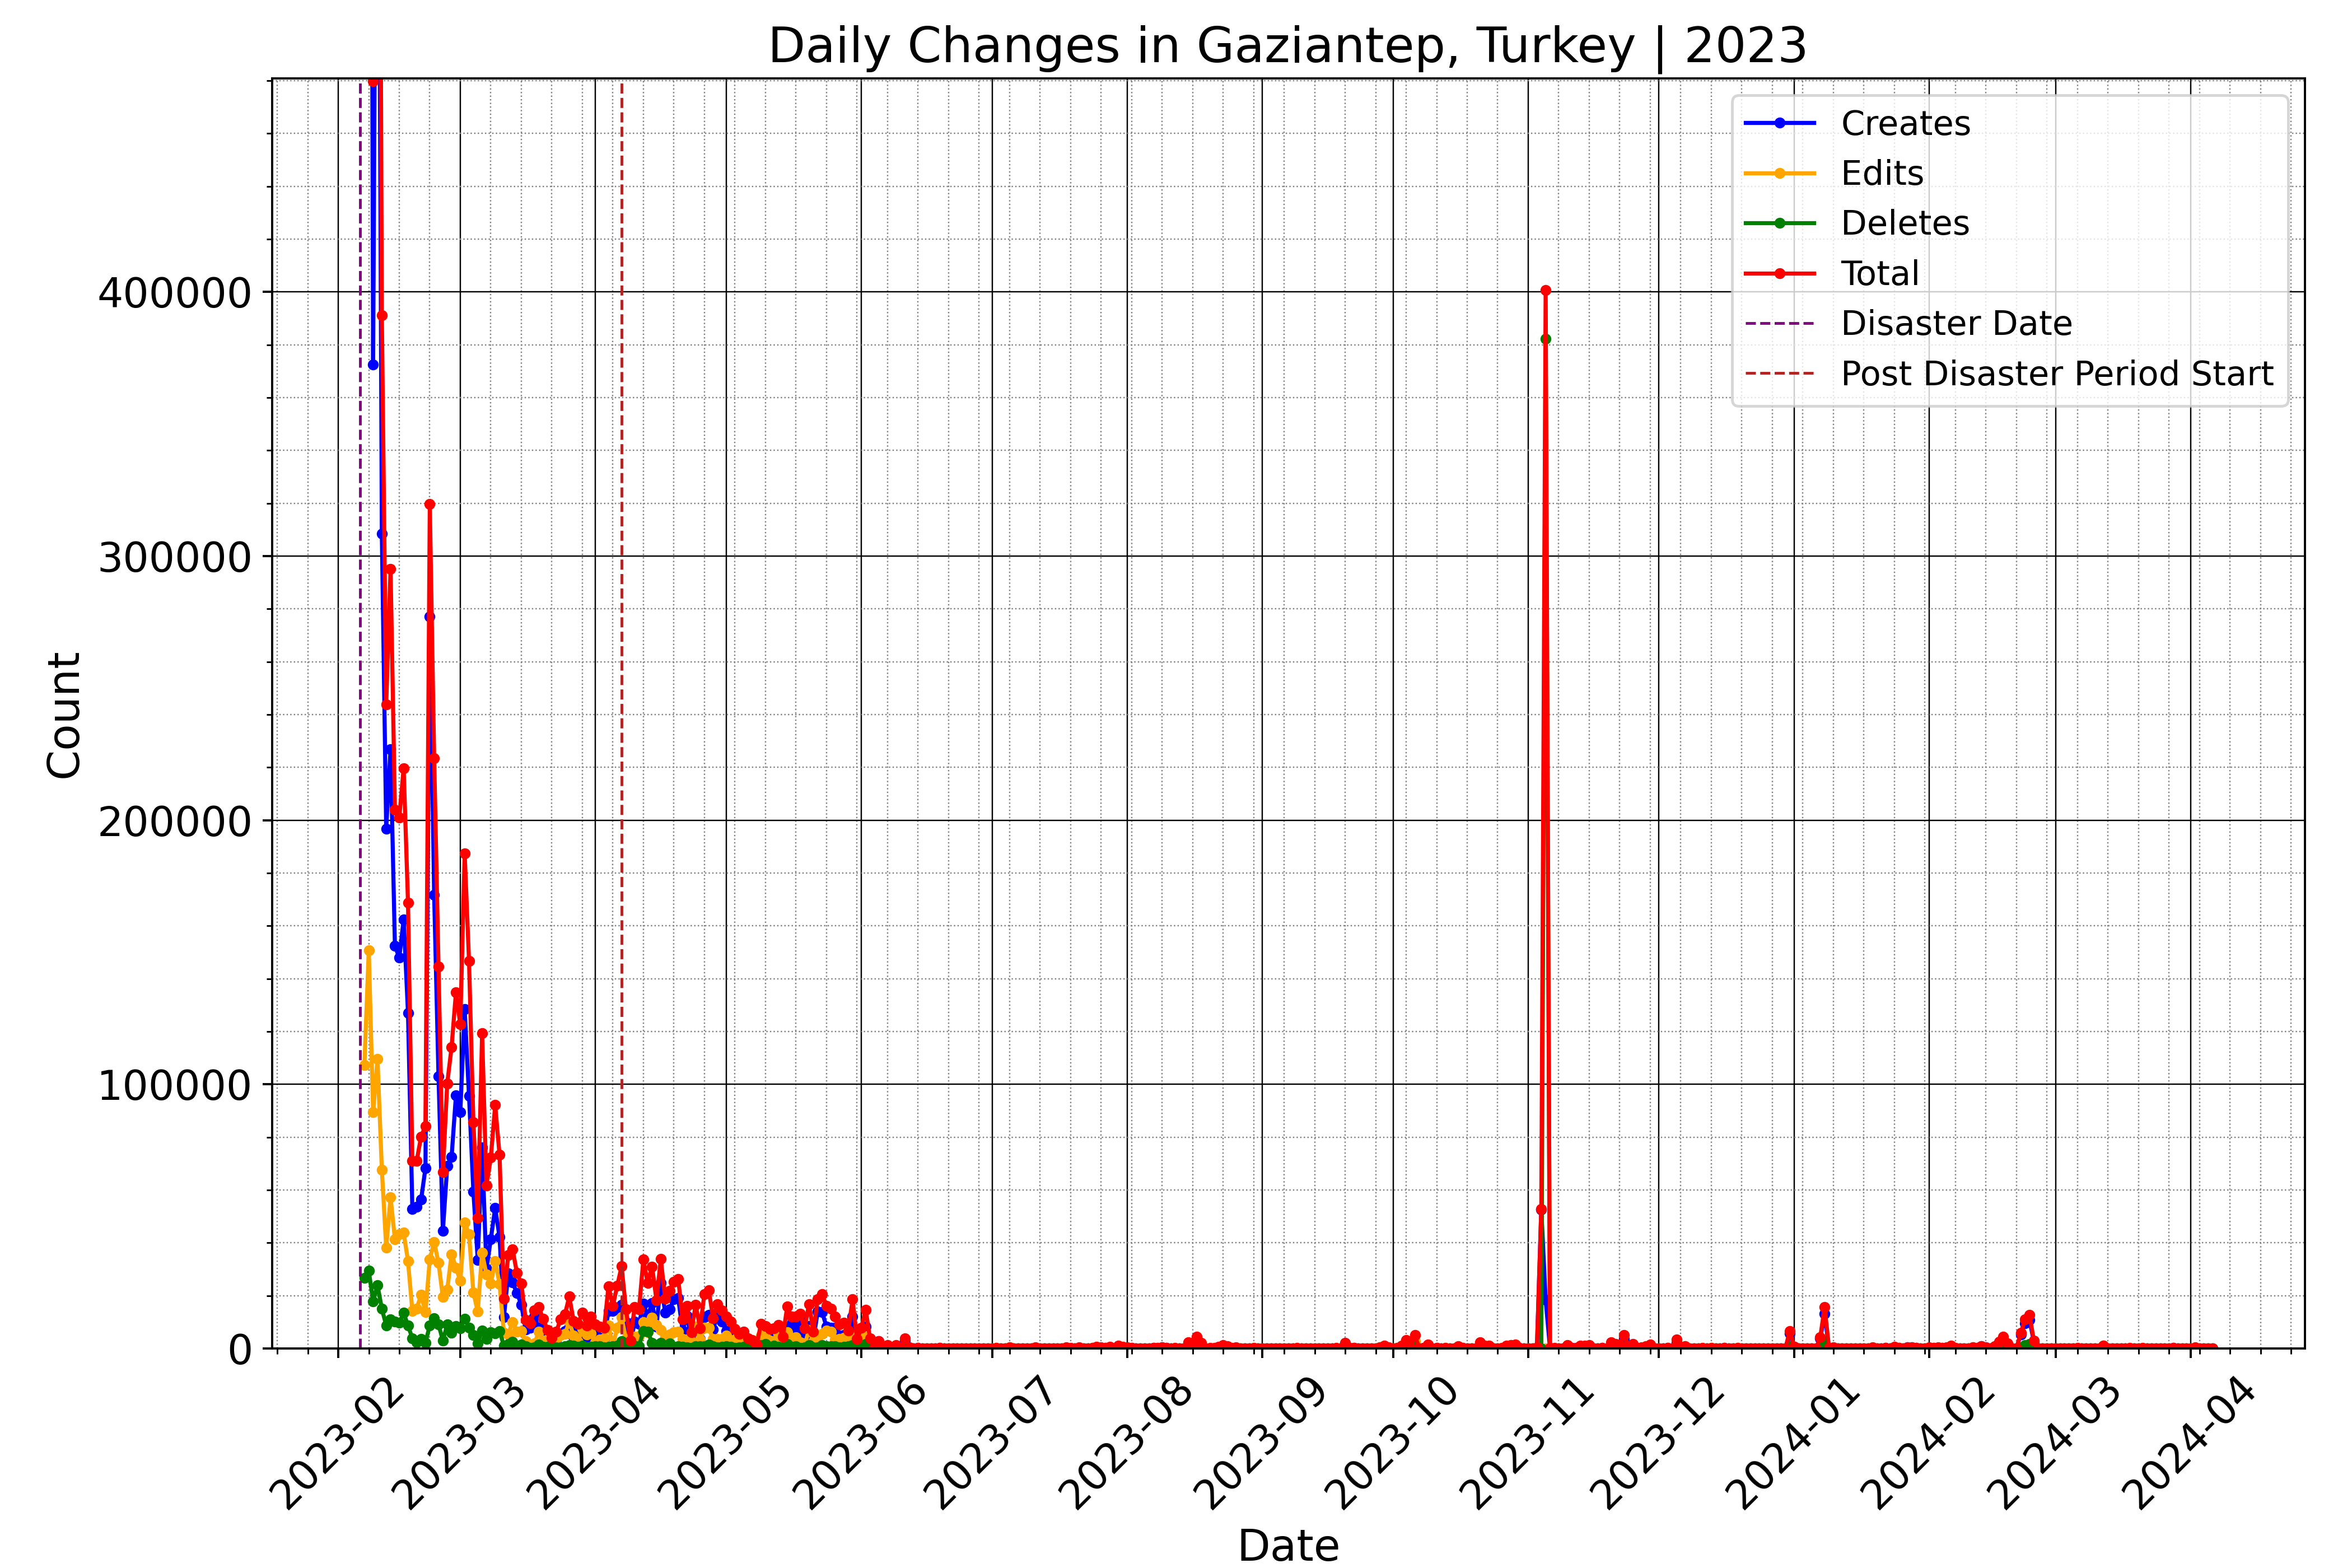 Daily Changes in Gaziantep, Turkey | 2023
Creates
Edits
Deletes
Total
Disaster Date
Post Disaster Period Start
Count
400000
300000
200000
100000
0
2023-02
2023-03
2023-04
2023-05
2023-06
2023-07
2023-08
2023-09
2023-10
2023-11
2023-12
2024-01
2024-02
2024-03
2024-04
Date